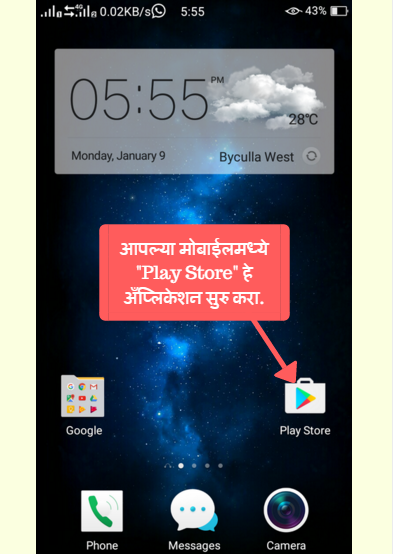 4G 0.02KB/s 5:55 43%
05:55 PM
28°C
Monday, January 9 Byculla West
आपल्या मोबाईलमध्ये
"Play Store" हे
अँप्लिकेशन सुरु करा.
Google Play Store
Phone Messages Camera